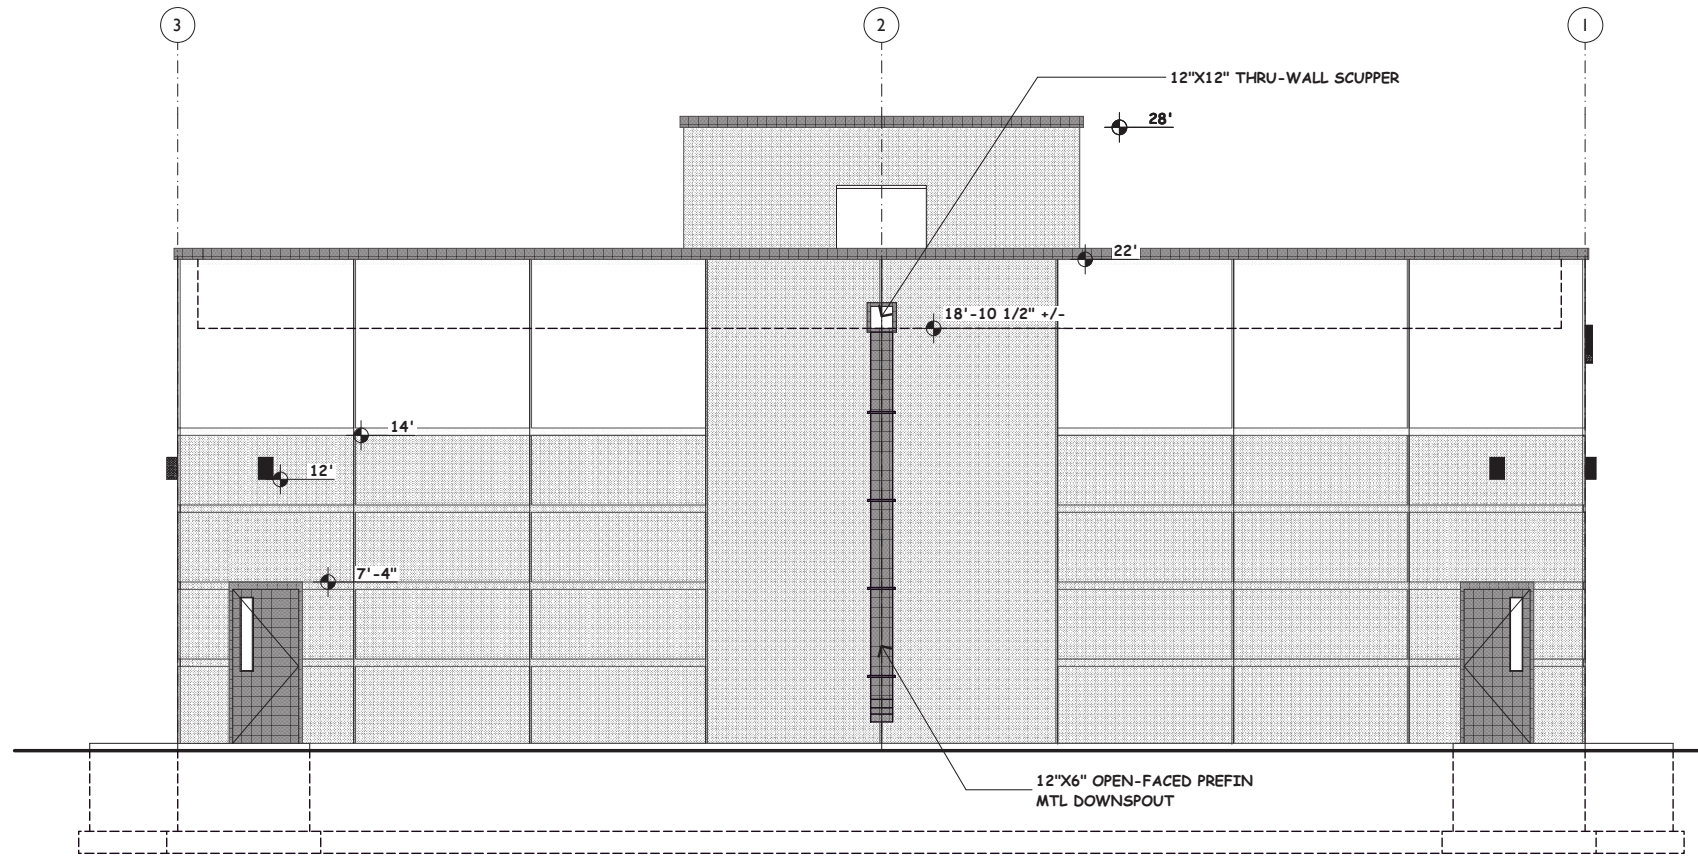 3
2
1
12"X12" THRU-WALL SCUPPER
28'
22'
18'-10 1/2" +/-
14'
12'
7'-4"
12"X6" OPEN-FACED PREFIN
MTL DOWNSPOUT